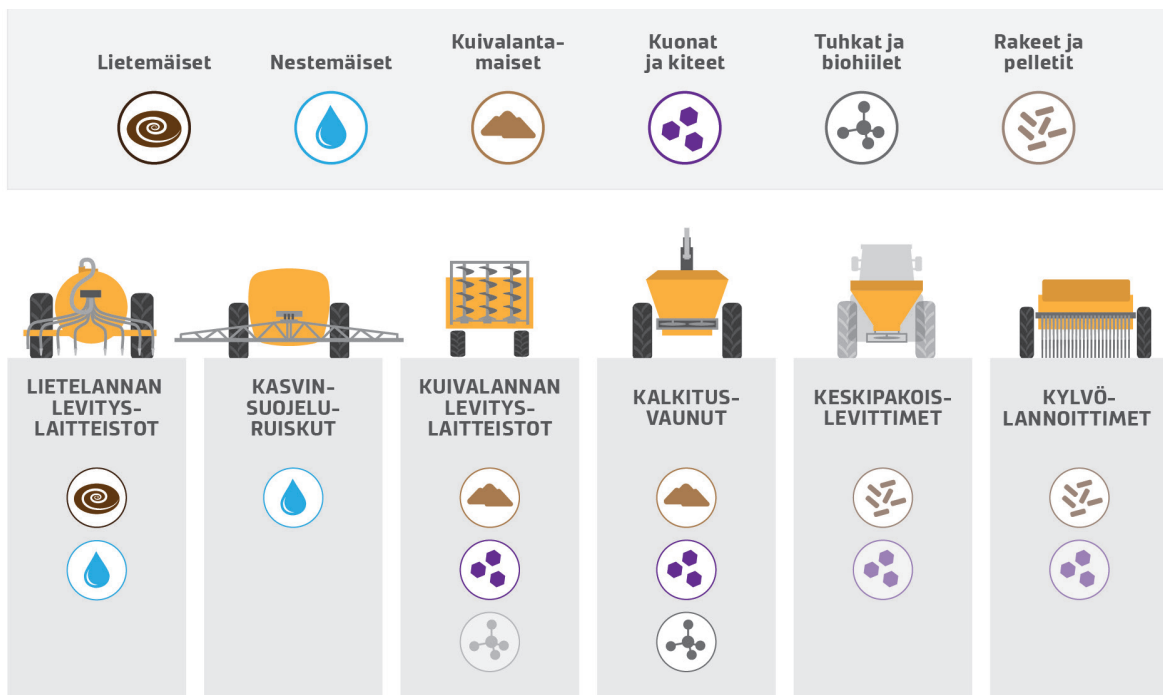 Lietemäiset
Nestemäiset
Kuivalanta-
maiset
Kuonat
ja kiteet
Tuhkat ja
biohiilet
Rakeet ja
pelletit
LIETELANNAN
LEVITYS-
LAITTEISTOT
KASVIN-
SUOJELU-
RUISKUT
KUIVALANNAN
LEVITYS-
LAITTEISTOT
KALKITUS-
VAUNUT
KESKIPAKOIS-
LEVITTIMET
KYLVÖ-
LANNOITTIMET